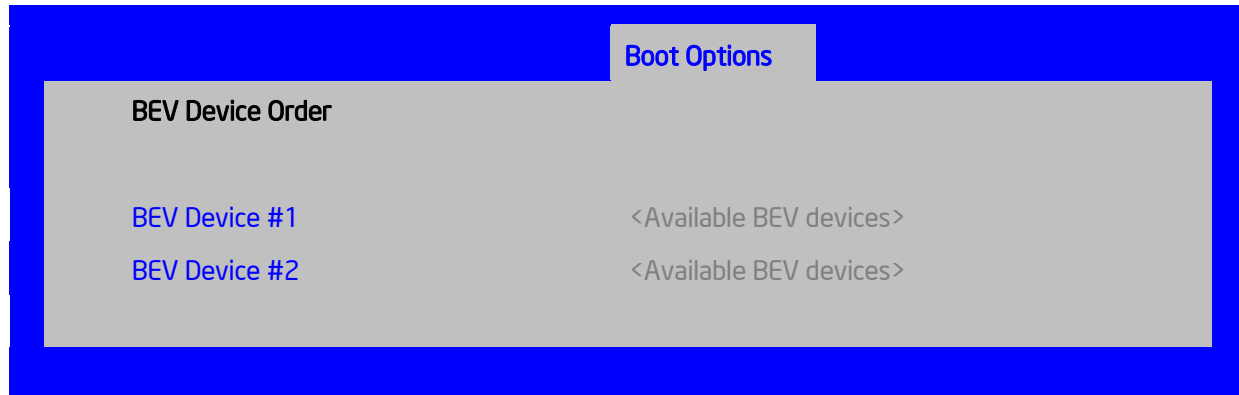 Boot Options
BEV Device Order
BEV Device #1 <Available BEV devices>
BEV Device #2 <Available BEV devices>